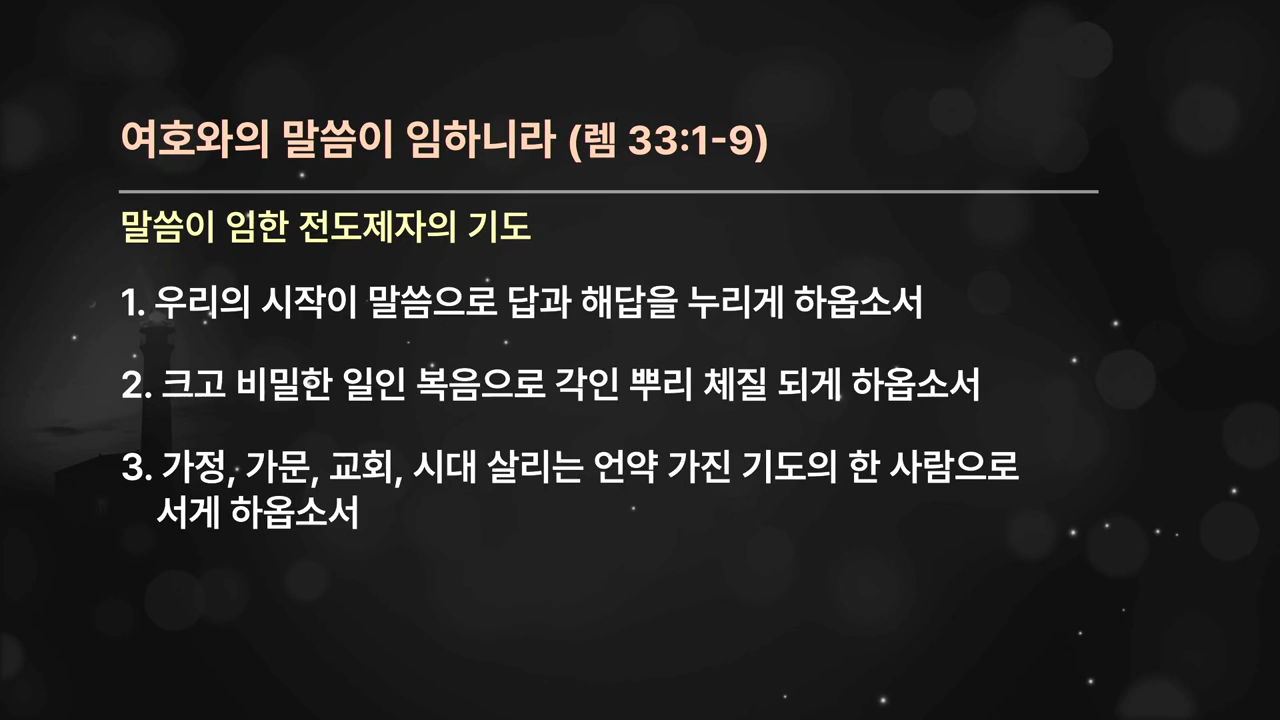 여호와의 말씀이 임하니라 (렘 33:1-9)
말씀이 임한 전도제자의 기도
1. 우리의 시작이 말씀으로 답과 해답을 누리게 하옵소서
2. 크고 비밀한 일인 복음으로 각인 뿌리 체질 되게 하옵소서
3. 가정, 가문, 교회, 시대 살리는 언약 가진 기도의 한 사람으로
서게 하옵소서